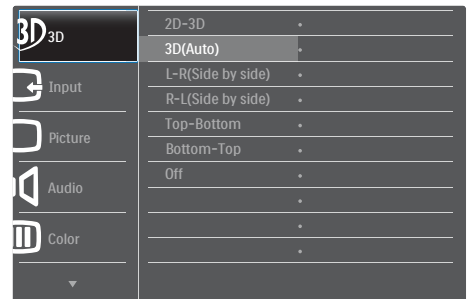 3D 3D
Input
Picture
Audio
Color
2D-3D
3D(Auto)
L-R(Side by side)
R-L(Side by side)
Top-Bottom
Bottom-Top
Off